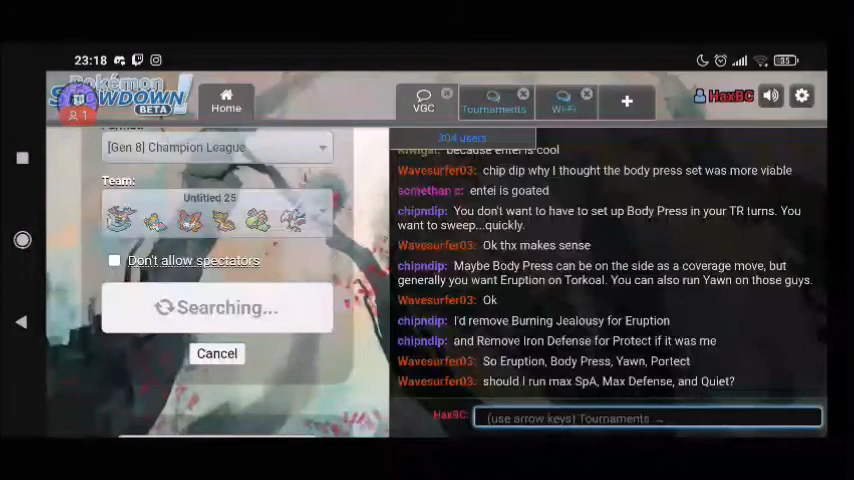 23:18
35
Pokémon
SHOWDOWN
BETA
1
Home
VGC
Tournaments
Wi-Fi
HaxBC
304 users
[Gen 8] Champion League
Team:
Untitled 25
Don't allow spectators
Searching...
Cancel
because entei is cool
Wavesurfer03: chip dip why I thought the body press set was more viable
entei is goated
chipndip: You don't want to have to set up Body Press in your TR turns. You
want to sweep...quickly.
Wavesurfer03: Ok thx makes sense
chipndip: Maybe Body Press can be on the side as a coverage move, but
generally you want Eruption on Torkoal. You can also run Yawn on those guys.
Wavesurfer03: Ok
chipndip: I'd remove Burning Jealousy for Eruption
chipndip: and Remove Iron Defense for Protect if it was me
Wavesurfer03: So Eruption, Body Press, Yawn, Portect
Wavesurfer03: should I run max SpA, Max Defense, and Quiet?
HaxBC: (use arrow keys) Tournaments →